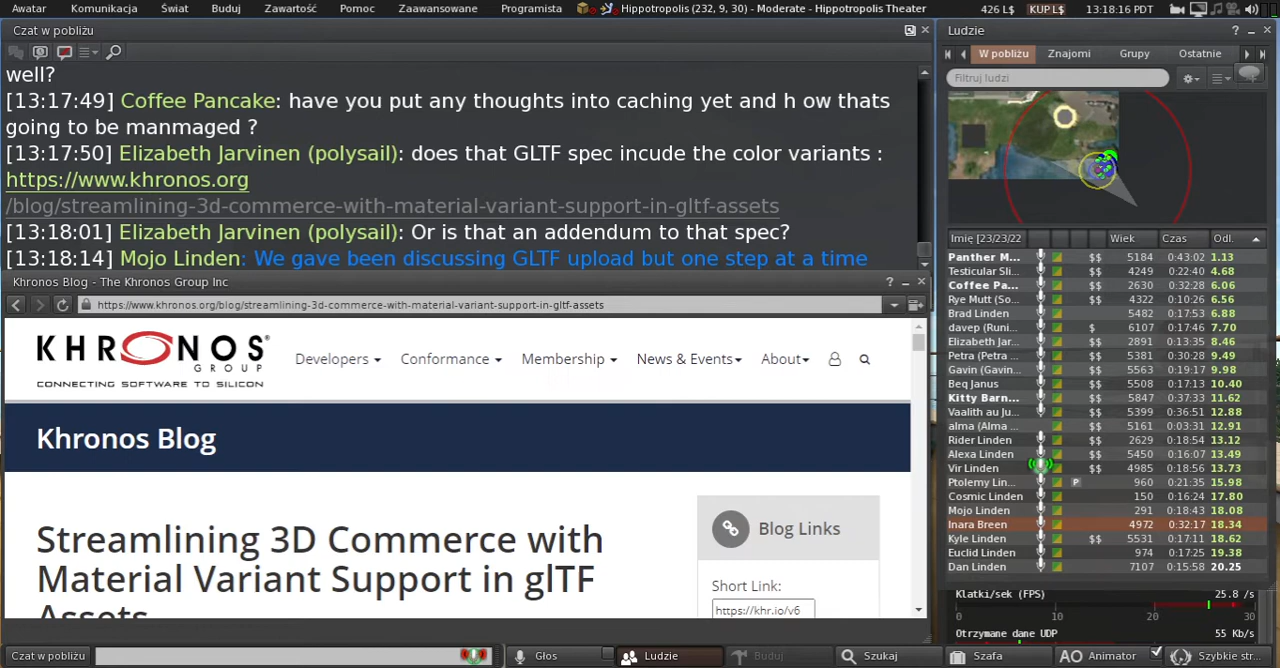 Awatar Komunikacja Świat Buduj Zawartość Pomoc Zaawansowane Programista Hippotropolis (232, 9, 30) - Moderate - Hippotropolis Theater 426 L$ KUP L$ 13:18:16 PDT
Czat w pobliżu
well?
[13:17:49] Coffee Pancake: have you put any thoughts into caching yet and h ow thats
going to be manmaged ?
[13:17:50] Elizabeth Jarvinen (polysail): does that GLTF spec incude the color variants :
https://www.khronos.org
/blog/streamlining-3d-commerce-with-material-variant-support-in-gltf-assets
[13:18:01] Elizabeth Jarvinen (polysail): Or is that an addendum to that spec?
[13:18:14] Mojo Linden: We gave been discussing GLTF upload but one step at a time
Khronos Blog - The Khronos Group Inc
https://www.khronos.org/blog/streamlining-3d-commerce-with-material-variant-support-in-gltf-assets
KHRONOS
GROUP
CONNECTING SOFTWARE TO SILICON
Developers Conformance Membership News & Events About
Khronos Blog
Streamlining 3D Commerce with
Material Variant Support in glTF
Assets
Blog Links
Short Link:
https://khr.io/v6
Ludzie
W pobliżu Znajomi Grupy Ostatnie
Filtruj ludzi
Imię [23/23/22 Wiek Czas Odl.
Panther M... 5184 0:43:02 1.13
Testicular Sli... $$ 4249 0:22:40 4.68
Coffee Pa... $$ 2630 0:32:28 6.06
Rye Mutt (So... $$ 4322 0:10:26 6.56
Brad Linden 5482 0:17:53 6.88
davep (Runi... $ 6107 0:17:46 7.70
Elizabeth Jar... 2891 0:13:35 8.46
Petra (Petra ... $$ 5381 0:30:28 9.49
Gavin (Gavin... $$ 5563 0:19:17 9.98
Beq Janus $$ 5508 0:17:13 10.40
Kitty Barn... $$ 5847 0:37:33 11.62
Vaalith au Ju... $$ 5399 0:36:51 12.88
alma (Alma ... $$ 5161 0:03:31 12.91
Rider Linden $$ 2629 0:18:54 13.12
Alexa Linden $$ 5450 0:16:07 13.49
Vir Linden $$ 4985 0:18:56 13.73
Ptolemy Lin... P 960 0:21:35 15.98
Cosmic Linden 150 0:16:24 17.80
Mojo Linden 291 0:18:43 18.08
Inara Breen 4972 0:32:17 18.34
Kyle Linden $$ 5531 0:17:11 18.62
Euclid Linden 974 0:17:25 19.38
Dan Linden 7107 0:15:58 20.25
Klatki/sek (FPS) 25.8 /s
0 10 20 30
Otrzymane dane UDP 55 Kb/s
Czat w pobliżu Głos Ludzie Buduj Szukaj Szafa AO Animator Szybkie str...